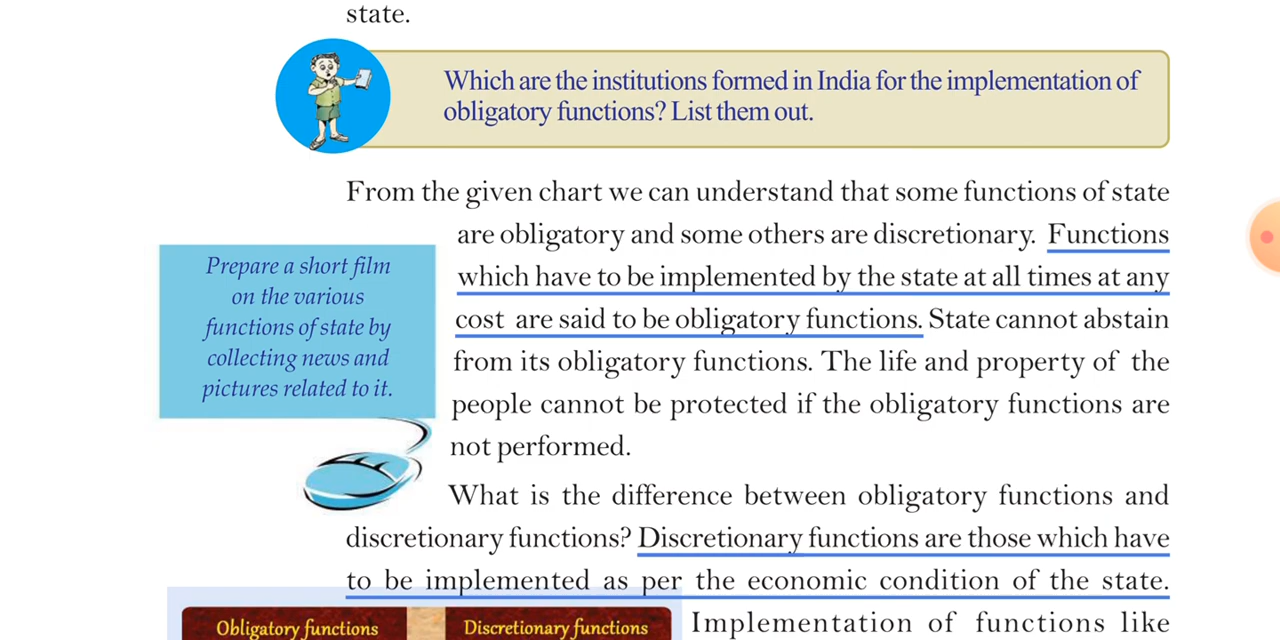 state.
Which are the institutions formed in India for the implementation of
obligatory functions? List them out.
From the given chart we can understand that some functions of state
are obligatory and some others are discretionary. Functions
which have to be implemented by the state at all times at any
cost are said to be obligatory functions. State cannot abstain
from its obligatory functions. The life and property of the
people cannot be protected if the obligatory functions are
not performed.
Prepare a short film
on the various
functions of state by
collecting news and
pictures related to it.
What is the difference between obligatory functions and
discretionary functions? Discretionary functions are those which have
to be implemented as per the economic condition of the state.
Implementation of functions like
Obligatory functions
Discretionary functions